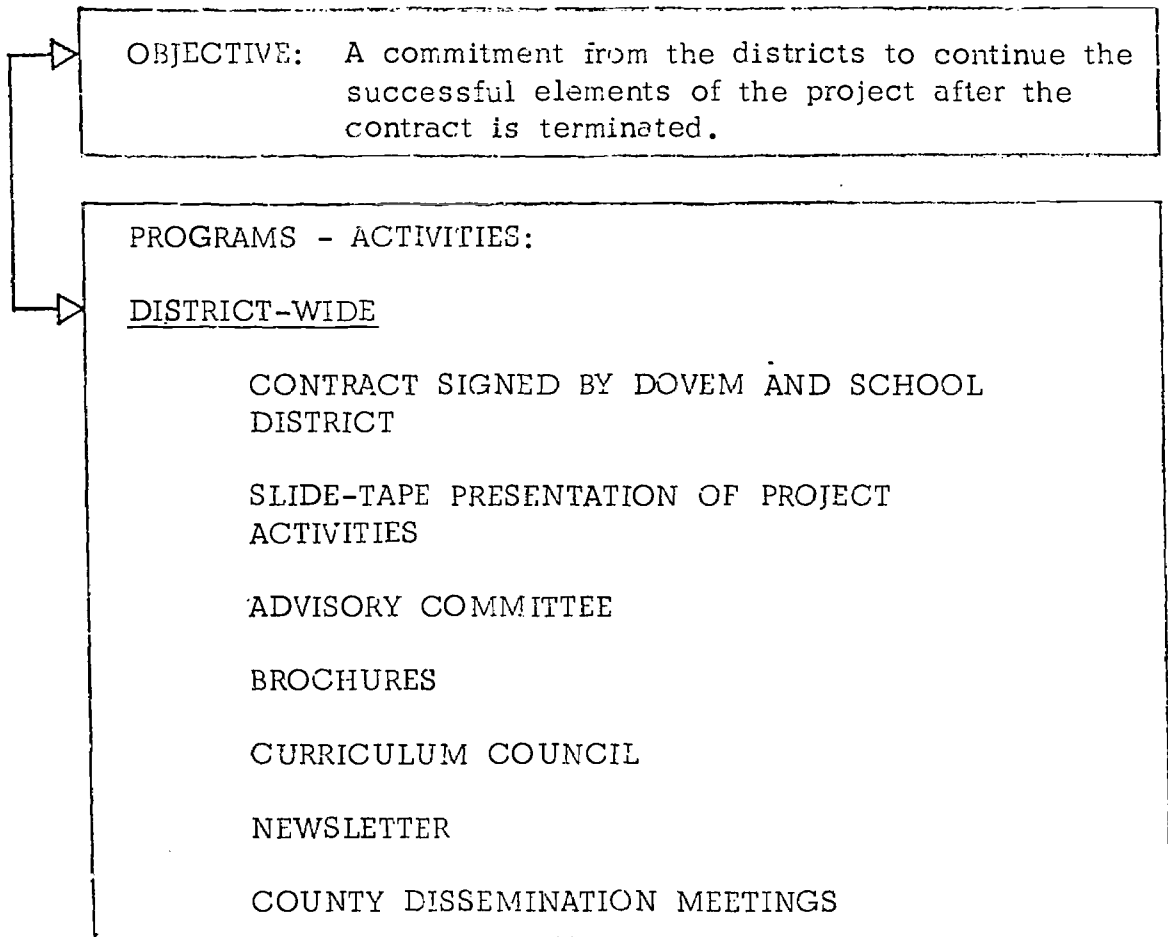 OBJECTIVE: A commitment from the districts to continue the
successful elements of the project after the
contract is terminated.
PROGRAMS - ACTIVITIES:
DISTRICT-WIDE
CONTRACT SIGNED BY DOVEM AND SCHOOL
DISTRICT
SLIDE-TAPE PRESENTATION OF PROJECT
ACTIVITIES
ADVISORY COMMITTEE
BROCHURES
CURRICULUM COUNCIL
NEWSLETTER
COUNTY DISSEMINATION MEETINGS